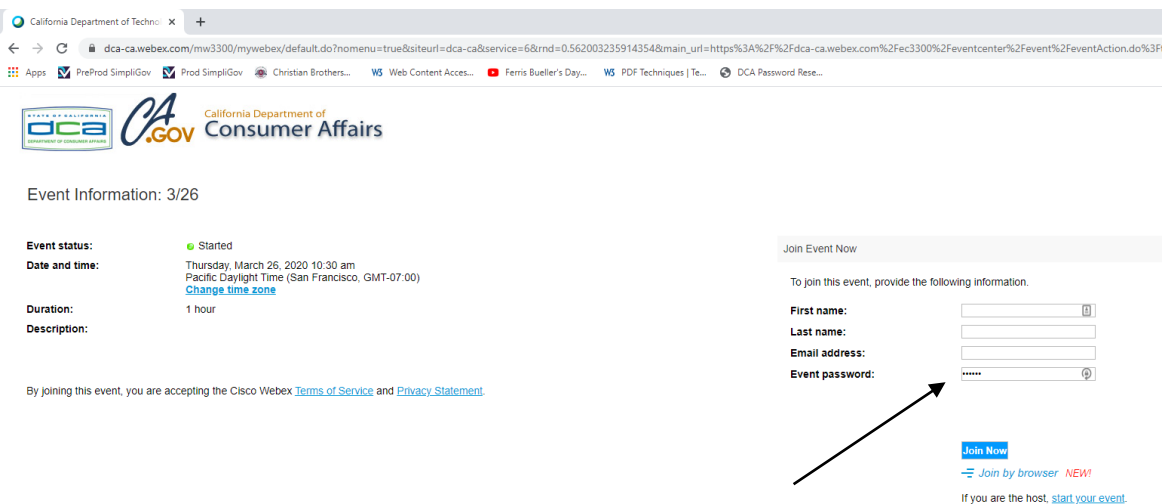 California Department of Technol
dca-ca.webex.com/mw3300/mywebex/default.do?nomenu=true&siteurl=dca-ca&service=6&rnd=0.562003235914354&main_url=https%3A%2F%2Fdca-ca.webex.com%2Fec3300%2Feventcenter%2Fevent%2FeventAction.do%3F
Apps PreProd SimpliGov Prod SimpliGov Christian Brothers... Web Content Acces... Ferris Bueller's Day... PDF Techniques | Te... DCA Password Rese...
STATE OF CALIFORNIA
dca
DEPARTMENT OF CONSUMER AFFAIRS
CA.GOV
California Department of
Consumer Affairs
Event Information: 3/26
Event status: Started
Date and time: Thursday, March 26, 2020 10:30 am
Pacific Daylight Time (San Francisco, GMT-07:00)
Change time zone
Duration: 1 hour
Description:
By joining this event, you are accepting the Cisco Webex Terms of Service and Privacy Statement.
Join Event Now
To join this event, provide the following information.
First name:
Last name:
Email address:
Event password: ······
Join Now
Join by browser NEW!
If you are the host, start your event.